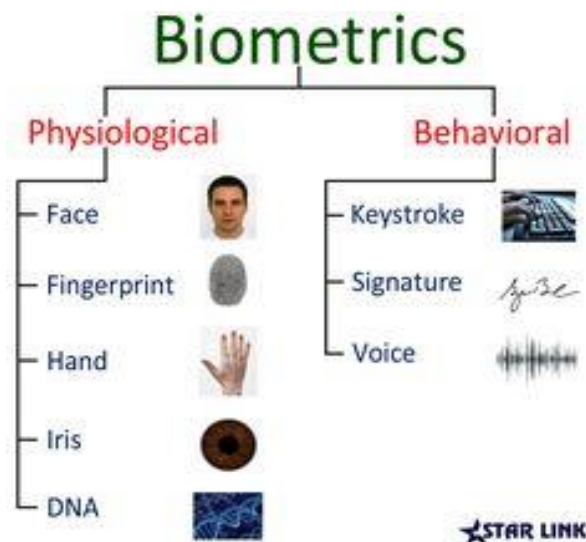 Biometrics
Physiological
Face
Fingerprint
Hand
Iris
DNA
Behavioral
Keystroke
Signature
Voice
STAR LINK